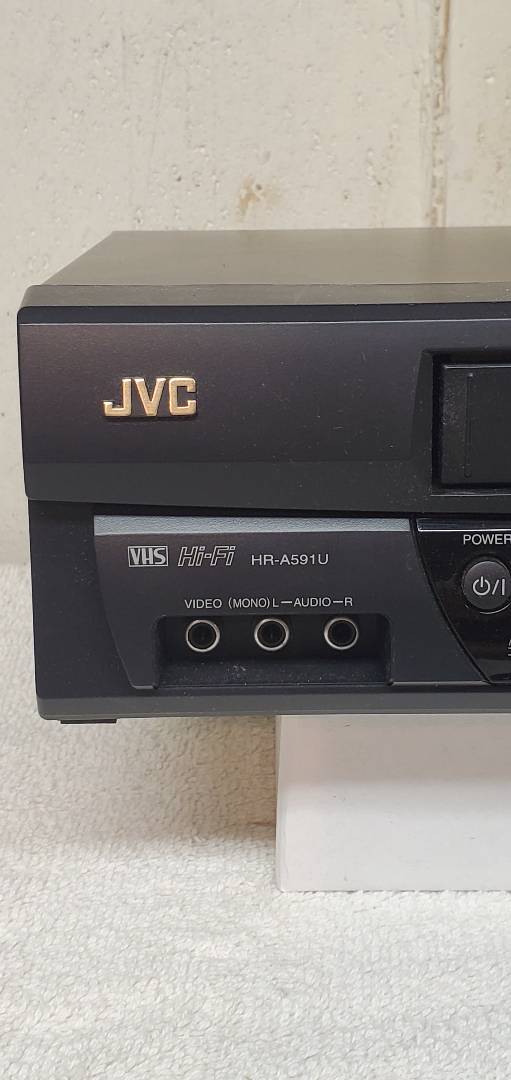 JVC
VHS Hi-Fi HR-A591U
POWER
VIDEO (MONO) L—AUDIO—R